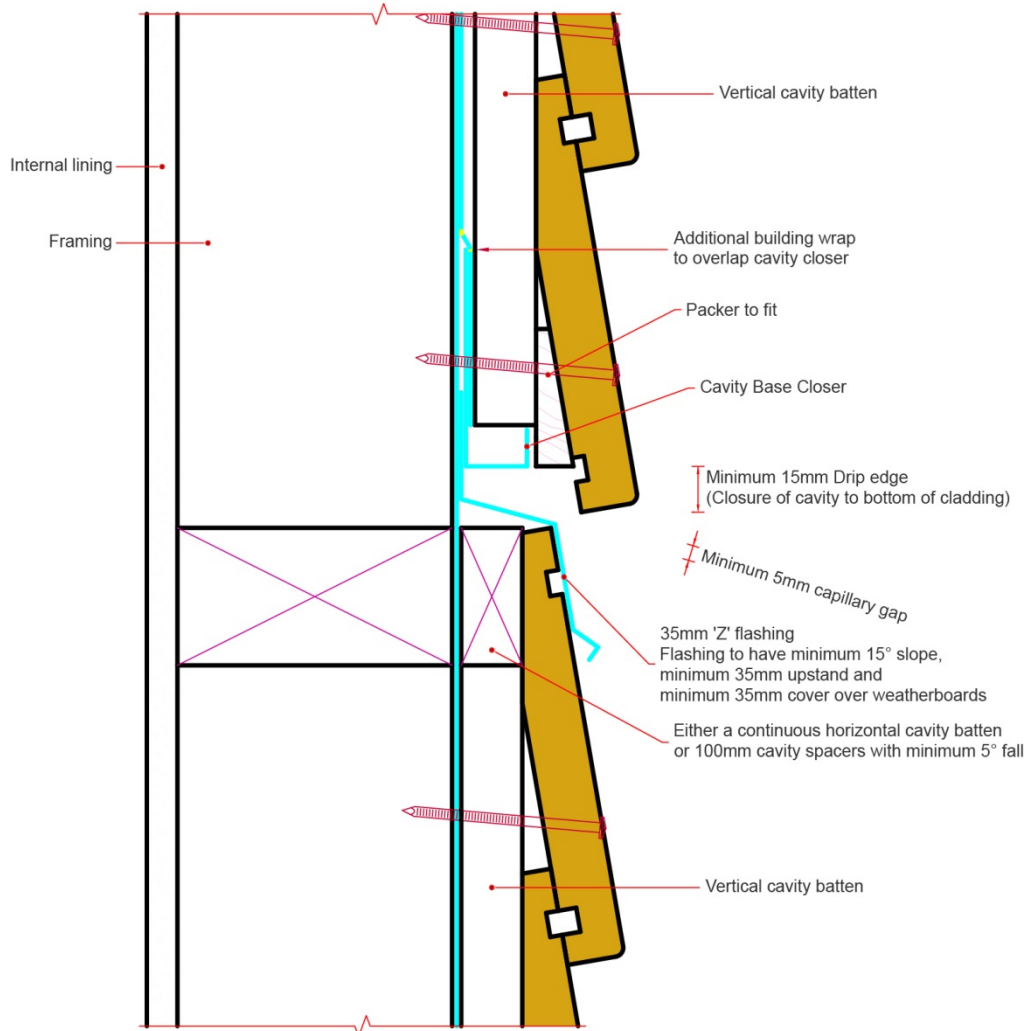 Vertical cavity batten
Internal lining
Framing
Additional building wrap
to overlap cavity closer
Packer to fit
Cavity Base Closer
Minimum 15mm Drip edge
(Closure of cavity to bottom of cladding)
Minimum 5mm capillary gap
35mm 'Z' flashing
Flashing to have minimum 15° slope,
minimum 35mm upstand and
minimum 35mm cover over weatherboards
Either a continuous horizontal cavity batten
or 100mm cavity spacers with minimum 5° fall
Vertical cavity batten